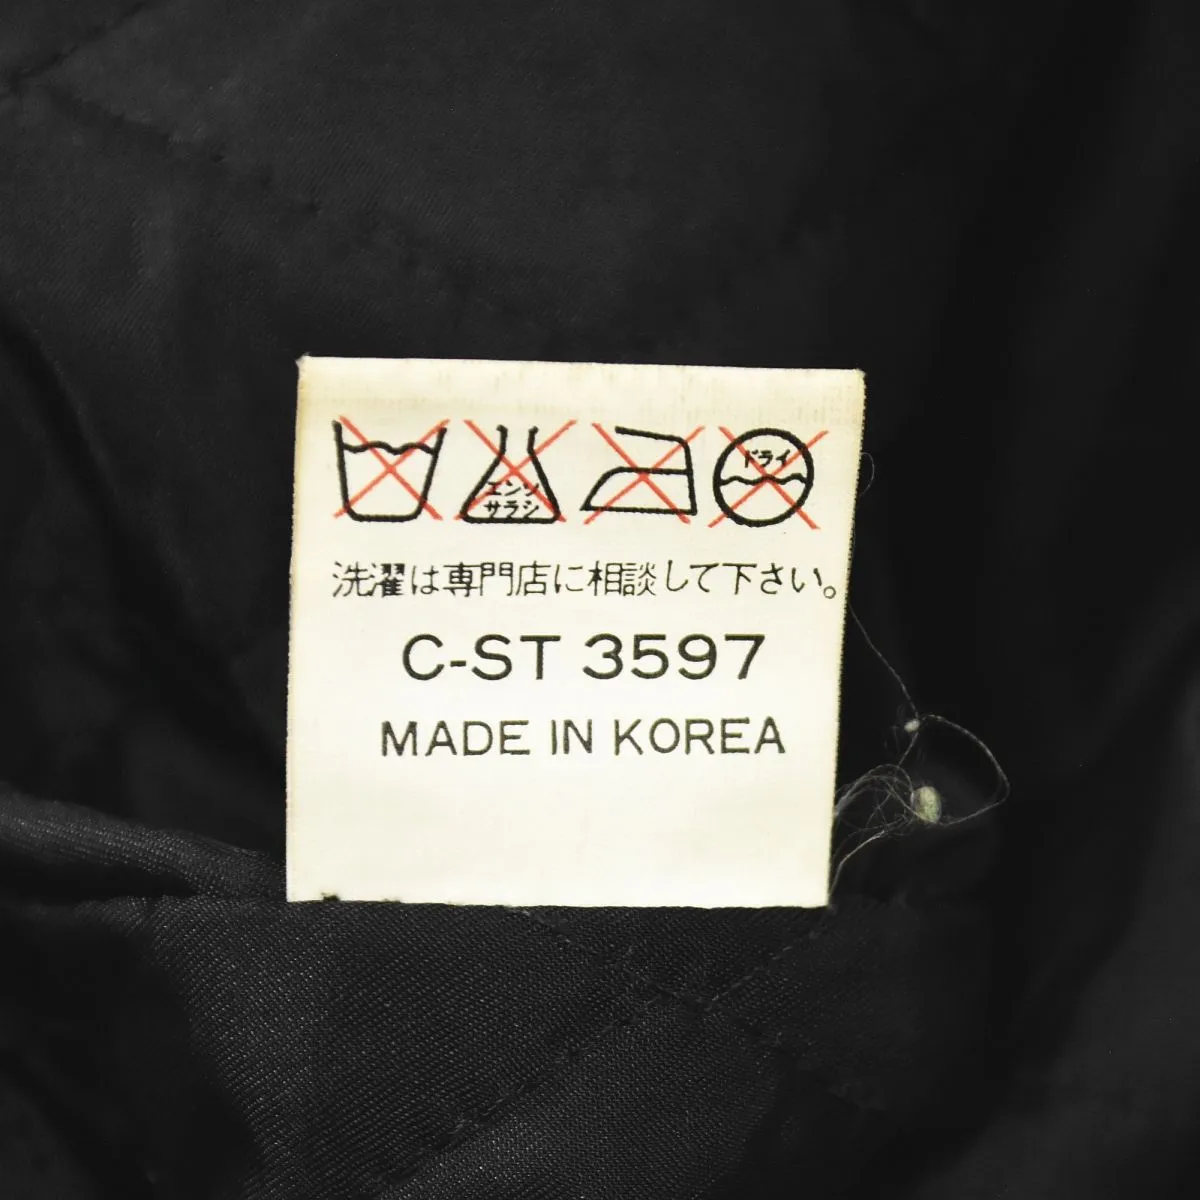 エンソ サラシ ドライ
洗濯は専門店に相談して下さい。
C-ST 3597
MADE IN KOREA